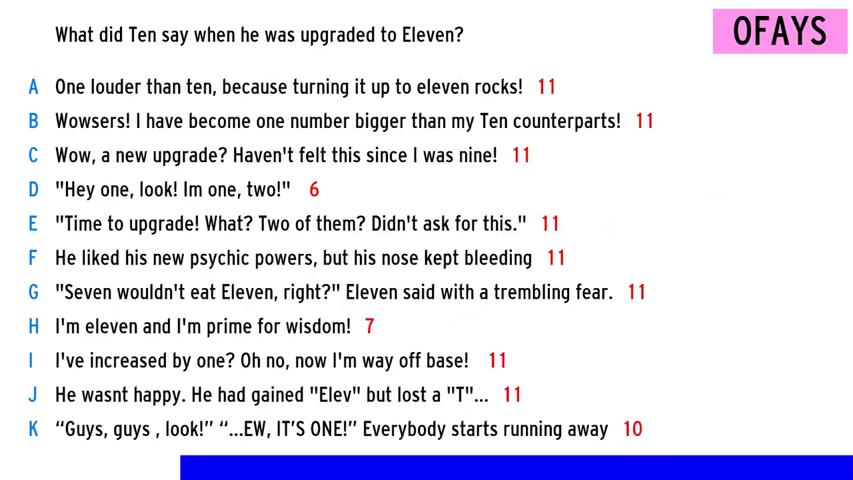 What did Ten say when he was upgraded to Eleven?
OFAYS
A One louder than ten, because turning it up to eleven rocks! 11
B Wowsers! I have become one number bigger than my Ten counterparts! 11
C Wow, a new upgrade? Haven't felt this since I was nine! 11
D "Hey one, look! Im one, two!" 6
E "Time to upgrade! What? Two of them? Didn't ask for this." 11
F He liked his new psychic powers, but his nose kept bleeding 11
G "Seven wouldn't eat Eleven, right?" Eleven said with a trembling fear. 11
H I'm eleven and I'm prime for wisdom! 7
I I've increased by one? Oh no, now I'm way off base! 11
J He wasnt happy. He had gained "Elev" but lost a "T"... 11
K “Guys, guys , look!” “...EW, IT’S ONE!” Everybody starts running away 10